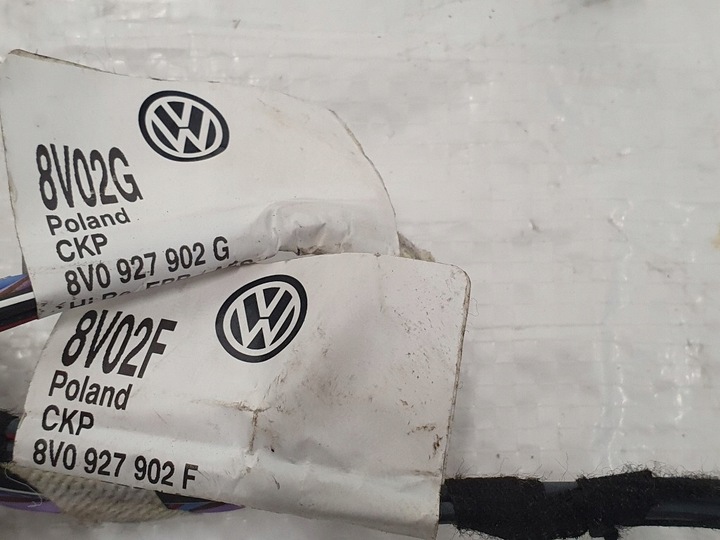 8V02G
Poland
CKP
8V0 927 902 G
8V02F
Poland
CKP
8V0 927 902 F